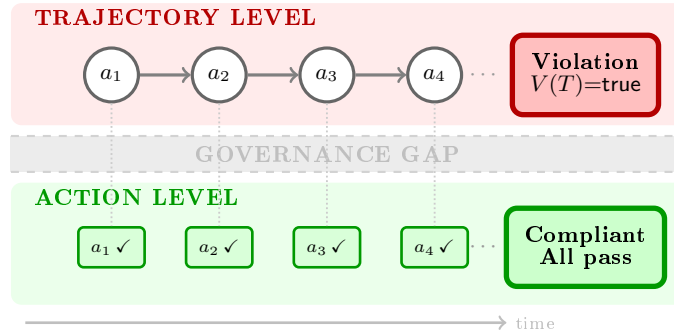 TRAJECTORY LEVEL
a1 a2 a3 a4 ···
Violation
V(T)=true
GOVERNANCE GAP
ACTION LEVEL
a1 ✓ a2 ✓ a3 ✓ a4 ✓ ···
Compliant
All pass
time